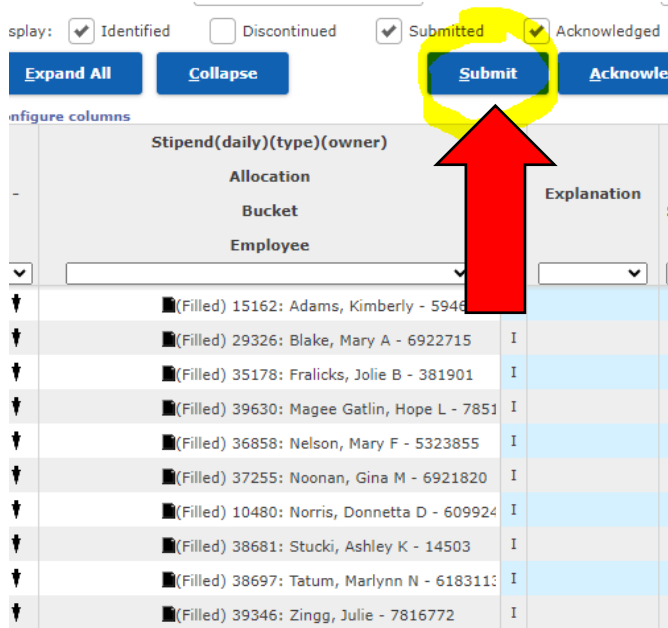 splay: Identified Discontinued Submitted Acknowledged
Expand All Collapse Submit Acknowle
onfigure columns
Stipend(daily)(type)(owner)
Allocation
-
Explanation
Bucket
Employee
(Filled) 15162: Adams, Kimberly - 5946
(Filled) 29326: Blake, Mary A - 6922715 I
(Filled) 35178: Fralicks, Jolie B - 381901 I
(Filled) 39630: Magee Gatlin, Hope L - 7851 I
(Filled) 36858: Nelson, Mary F - 5323855 I
(Filled) 37255: Noonan, Gina M - 6921820 I
(Filled) 10480: Norris, Donnetta D - 609924 I
(Filled) 38681: Stucki, Ashley K - 14503 I
(Filled) 38697: Tatum, Marlynn N - 6183113 I
(Filled) 39346: Zingg, Julie - 7816772 I